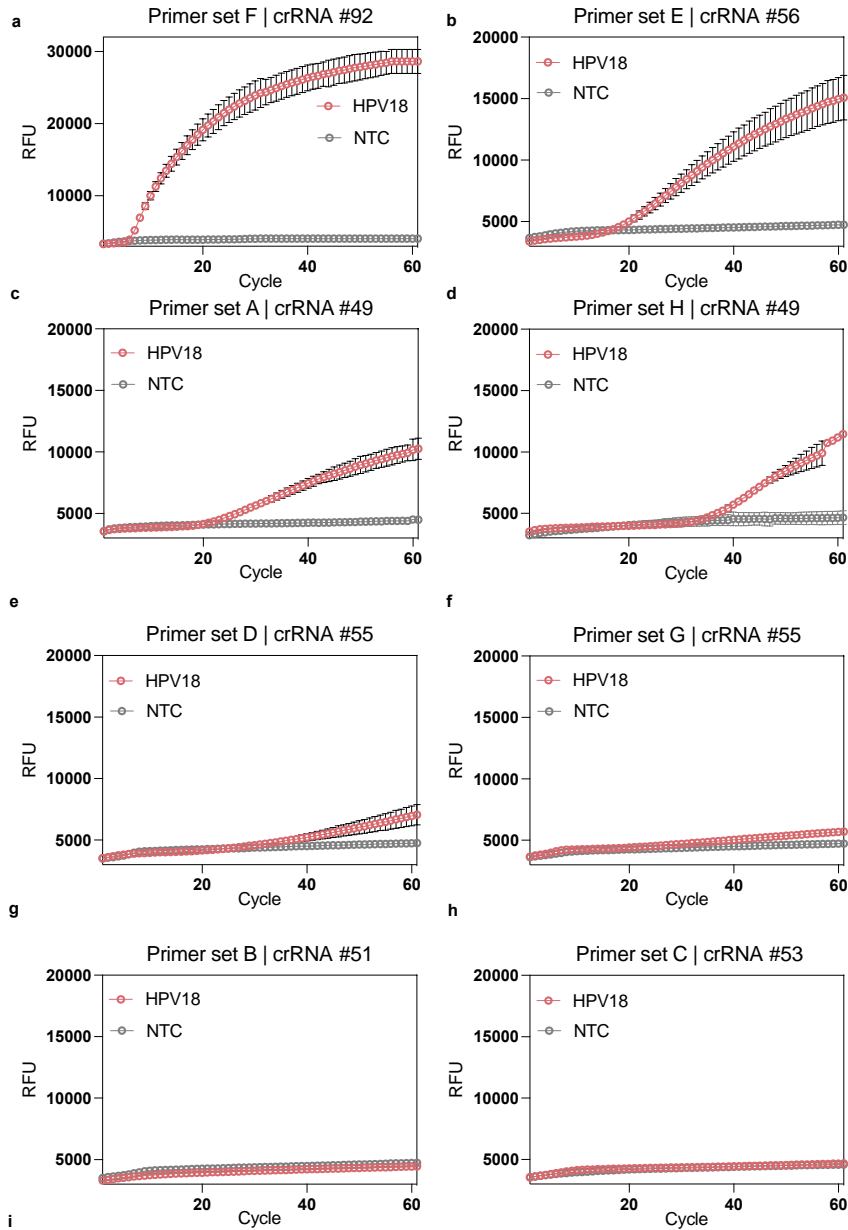 a
Primer set F | crRNA #92
30000
20000
10000
RFU
HPV18
NTC
20
40
60
Cycle
b
Primer set E | crRNA #56
20000
15000
10000
5000
RFU
HPV18
NTC
20
40
60
Cycle
c
Primer set A | crRNA #49
20000
15000
10000
5000
RFU
HPV18
NTC
20
40
60
Cycle
d
Primer set H | crRNA #49
20000
15000
10000
5000
RFU
HPV18
NTC
20
40
60
Cycle
e
Primer set D | crRNA #55
20000
15000
10000
5000
RFU
HPV18
NTC
20
40
60
Cycle
f
Primer set G | crRNA #55
20000
15000
10000
5000
RFU
HPV18
NTC
20
40
60
Cycle
g
Primer set B | crRNA #51
20000
15000
10000
5000
RFU
HPV18
NTC
20
40
60
Cycle
h
Primer set C | crRNA #53
20000
15000
10000
5000
RFU
HPV18
NTC
20
40
60
Cycle
i